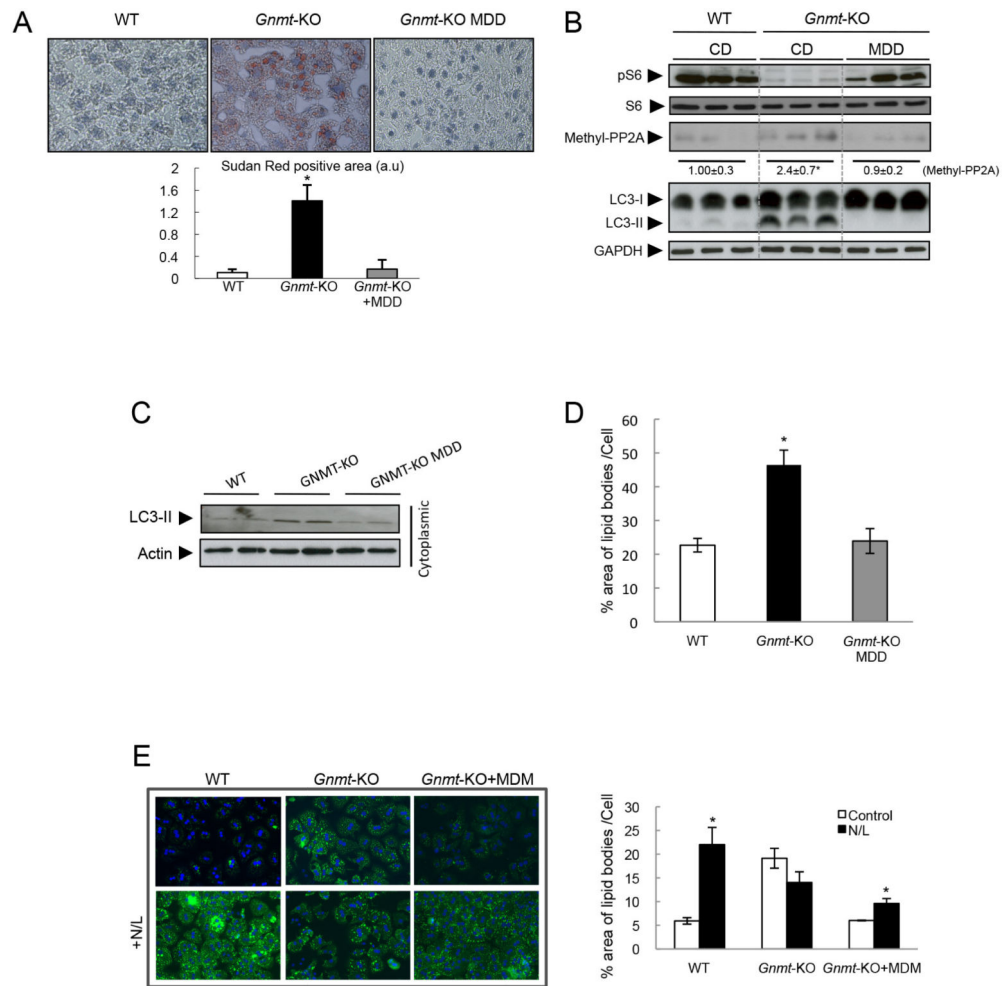 A
WT
Gnmt-KO
Gnmt-KO MDD
Sudan Red positive area (a.u)
2
1.6
1.2
0.8
0.4
0
*
WT
Gnmt-KO
Gnmt-KO
+MDD
B
WT
Gnmt-KO
CD
CD
MDD
pS6
S6
Methyl-PP2A
1.00±0.3
2.4±0.7*
0.9±0.2
(Methyl-PP2A)
LC3-I
LC3-II
GAPDH
C
WT
GNMT-KO
GNMT-KO MDD
LC3-II
Actin
Cytoplasmic
D
% area of lipid bodies /Cell
60
50
40
30
20
10
0
*
WT
Gnmt-KO
Gnmt-KO
MDD
E
WT
Gnmt-KO
Gnmt-KO+MDM
+N/L
% area of lipid bodies /Cell
30
25
20
15
10
5
0
*
*
Control
N/L
WT
Gnmt-KO
Gnmt-KO+MDM